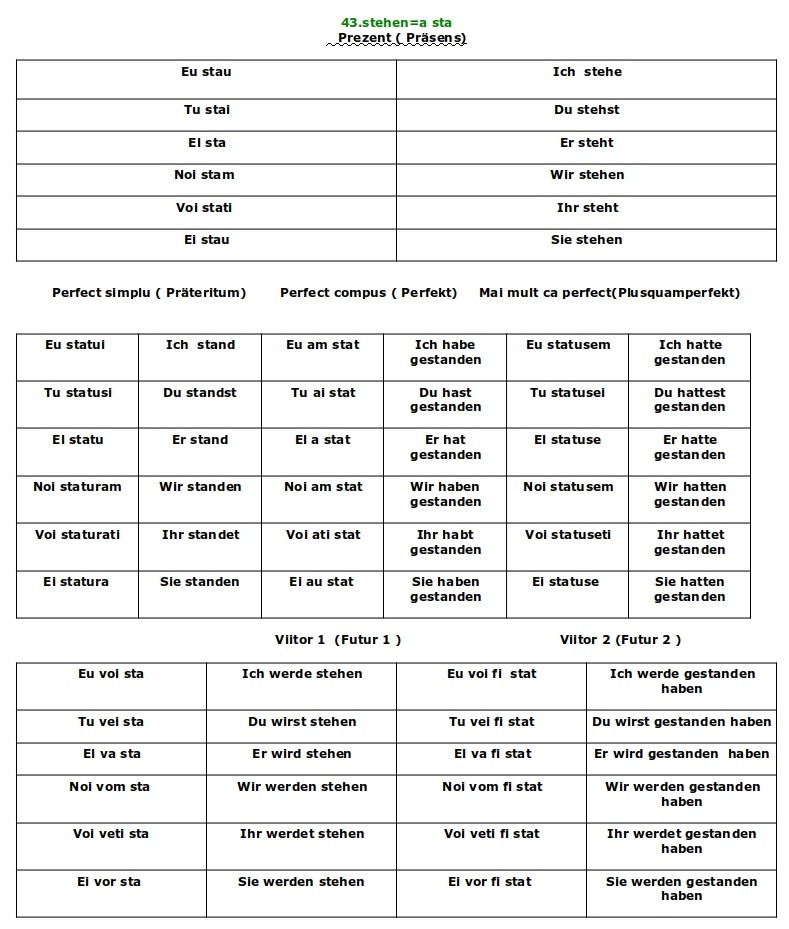 43.stehen=a sta
Prezent ( Präsens)
Eu stau Ich stehe
Tu stai Du stehst
El sta Er steht
Noi stam Wir stehen
Voi stati Ihr steht
Ei stau Sie stehen
Perfect simplu ( Präteritum) Perfect compus ( Perfekt) Mai mult ca perfect(Plusquamperfekt)
Eu statui Ich stand Eu am stat Ich habe Eu statusem Ich hatte
gestanden gestanden
Tu statusi Du standst Tu ai stat Du hast Tu statusei Du hattest
gestanden gestanden
El statu Er stand El a stat Er hat El statuse Er hatte
gestanden gestanden
Noi staturam Wir standen Noi am stat Wir haben Noi statusem Wir hatten
gestanden gestanden
Voi staturati Ihr standet Voi ati stat Ihr habt Voi statuseti Ihr hattet
gestanden gestanden
Ei statura Sie standen Ei au stat Sie haben Ei statuse Sie hatten
gestanden gestanden
Viitor 1 (Futur 1 ) Viitor 2 (Futur 2 )
Eu voi sta Ich werde stehen Eu voi fi stat Ich werde gestanden
haben
Tu vei sta Du wirst stehen Tu vei fi stat Du wirst gestanden haben
El va sta Er wird stehen El va fi stat Er wird gestanden haben
Noi vom sta Wir werden stehen Noi vom fi stat Wir werden gestanden
haben
Voi veti sta Ihr werdet stehen Voi veti fi stat Ihr werdet gestanden
haben
Ei vor sta Sie werden stehen Ei vor fi stat Sie werden gestanden
haben